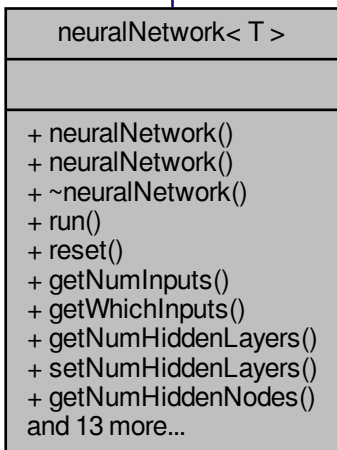 neuralNetwork< T >
+ neuralNetwork()
+ neuralNetwork()
+ ~neuralNetwork()
+ run()
+ reset()
+ getNumInputs()
+ getWhichInputs()
+ getNumHiddenLayers()
+ setNumHiddenLayers()
+ getNumHiddenNodes()
and 13 more...